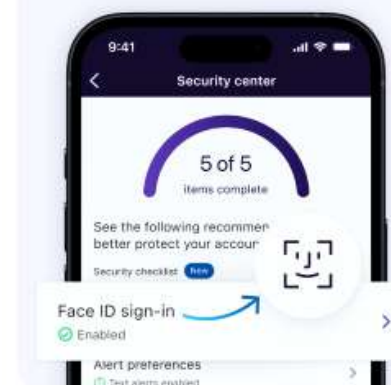 9:41
Security center
5 of 5
items complete
See the following recommen
better protect your accoun
Security checklist New
Face ID sign-in
Enabled
Alert preferences
Text alerts enabled